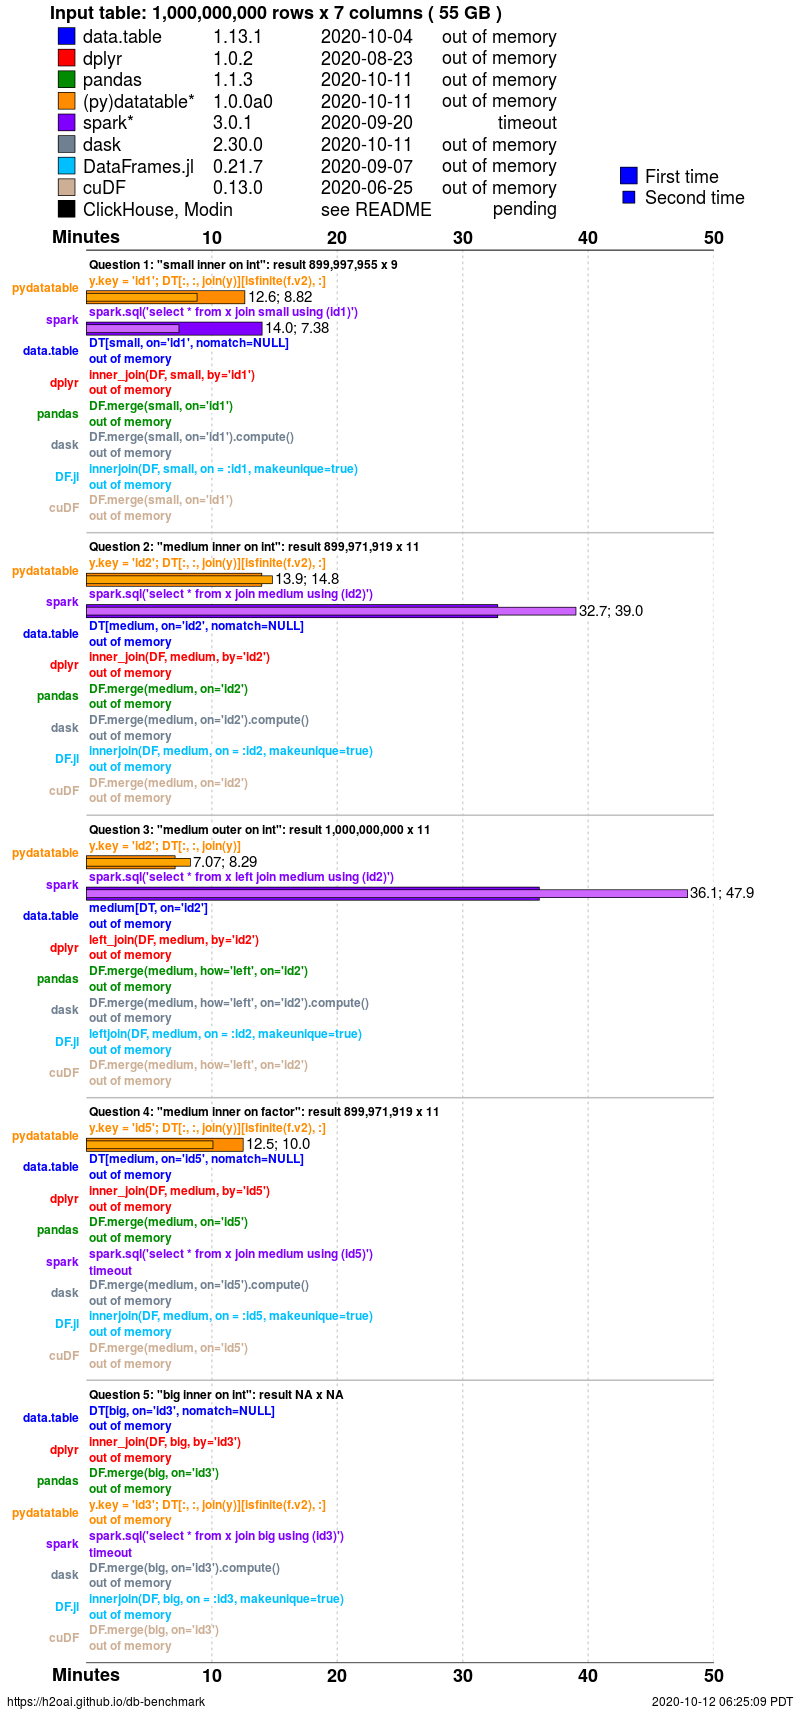 Input table: 1,000,000,000 rows x 7 columns ( 55 GB )
data.table 1.13.1 2020-10-04 out of memory
dplyr 1.0.2 2020-08-23 out of memory
pandas 1.1.3 2020-10-11 out of memory
(py)datatable* 1.0.0a0 2020-10-11 out of memory
spark* 3.0.1 2020-09-20 timeout
dask 2.30.0 2020-10-11 out of memory
DataFrames.jl 0.21.7 2020-09-07 out of memory
cuDF 0.13.0 2020-06-25 out of memory
ClickHouse, Modin see README pending
First time
Second time
Minutes 10 20 30 40 50
Question 1: "small inner on int": result 899,997,955 x 9
y.key = 'id1'; DT[:, :, join(y)][isfinite(f.v2), :]
pydatatable
12.6; 8.82
spark.sql('select * from x join small using (id1)')
spark
14.0; 7.38
DT[small, on='id1', nomatch=NULL]
data.table
out of memory
inner_join(DF, small, by='id1')
dplyr
out of memory
DF.merge(small, on='id1')
pandas
out of memory
DF.merge(small, on='id1').compute()
dask
out of memory
innerjoin(DF, small, on = :id1, makeunique=true)
DF.jl
out of memory
DF.merge(small, on='id1')
cuDF
out of memory
Question 2: "medium inner on int": result 899,971,919 x 11
y.key = 'id2'; DT[:, :, join(y)][isfinite(f.v2), :]
pydatatable
13.9; 14.8
spark.sql('select * from x join medium using (id2)')
spark
32.7; 39.0
DT[medium, on='id2', nomatch=NULL]
data.table
out of memory
inner_join(DF, medium, by='id2')
dplyr
out of memory
DF.merge(medium, on='id2')
pandas
out of memory
DF.merge(medium, on='id2').compute()
dask
out of memory
innerjoin(DF, medium, on = :id2, makeunique=true)
DF.jl
out of memory
DF.merge(medium, on='id2')
cuDF
out of memory
Question 3: "medium outer on int": result 1,000,000,000 x 11
y.key = 'id2'; DT[:, :, join(y)]
pydatatable
7.07; 8.29
spark.sql('select * from x left join medium using (id2)')
spark
36.1; 47.9
medium[DT, on='id2']
data.table
out of memory
left_join(DF, medium, by='id2')
dplyr
out of memory
DF.merge(medium, how='left', on='id2')
pandas
out of memory
DF.merge(medium, how='left', on='id2').compute()
dask
out of memory
leftjoin(DF, medium, on = :id2, makeunique=true)
DF.jl
out of memory
DF.merge(medium, how='left', on='id2')
cuDF
out of memory
Question 4: "medium inner on factor": result 899,971,919 x 11
y.key = 'id5'; DT[:, :, join(y)][isfinite(f.v2), :]
pydatatable
12.5; 10.0
DT[medium, on='id5', nomatch=NULL]
data.table
out of memory
inner_join(DF, medium, by='id5')
dplyr
out of memory
DF.merge(medium, on='id5')
pandas
out of memory
spark.sql('select * from x join medium using (id5)')
spark
timeout
DF.merge(medium, on='id5').compute()
dask
out of memory
innerjoin(DF, medium, on = :id5, makeunique=true)
DF.jl
out of memory
DF.merge(medium, on='id5')
cuDF
out of memory
Question 5: "big inner on int": result NA x NA
DT[big, on='id3', nomatch=NULL]
data.table
out of memory
inner_join(DF, big, by='id3')
dplyr
out of memory
DF.merge(big, on='id3')
pandas
out of memory
y.key = 'id3'; DT[:, :, join(y)][isfinite(f.v2), :]
pydatatable
out of memory
spark.sql('select * from x join big using (id3)')
spark
timeout
DF.merge(big, on='id3').compute()
dask
out of memory
innerjoin(DF, big, on = :id3, makeunique=true)
DF.jl
out of memory
DF.merge(big, on='id3')
cuDF
out of memory
Minutes 10 20 30 40 50
https://h2oai.github.io/db-benchmark 2020-10-12 06:25:09 PDT